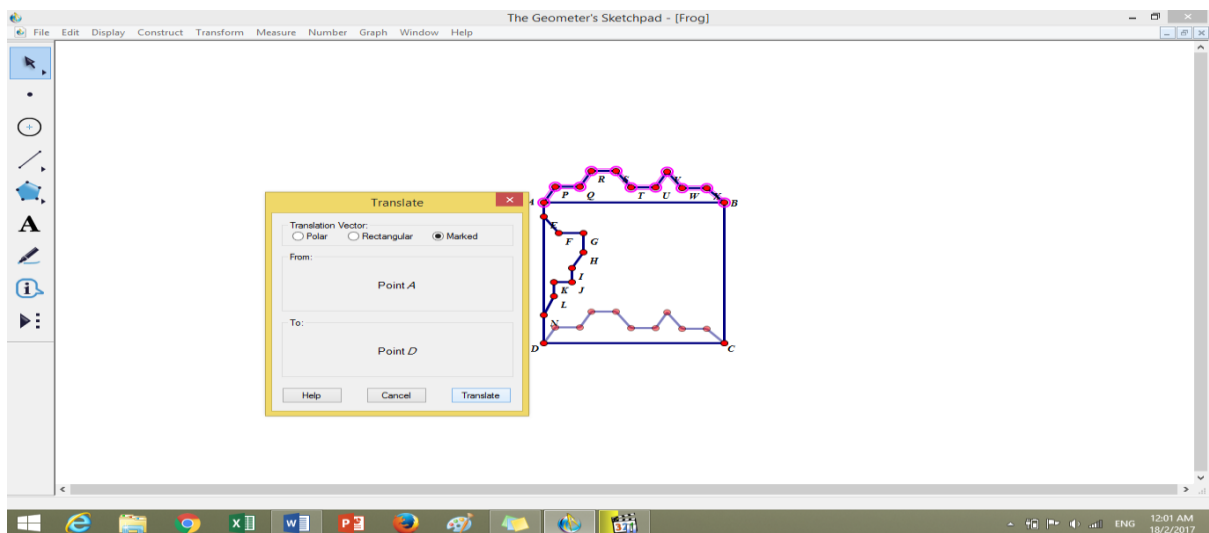 The Geometer's Sketchpad - [Frog]
File Edit Display Construct Transform Measure Number Graph Window Help
A
Translate
Translation Vector:
Polar Rectangular Marked
From:
Point A
To:
Point D
Help Cancel Translate
R S V
P Q T U W X
A B
E
F G
H
I
K J
L
N
D C
ENG
12:01 AM
18/2/2017